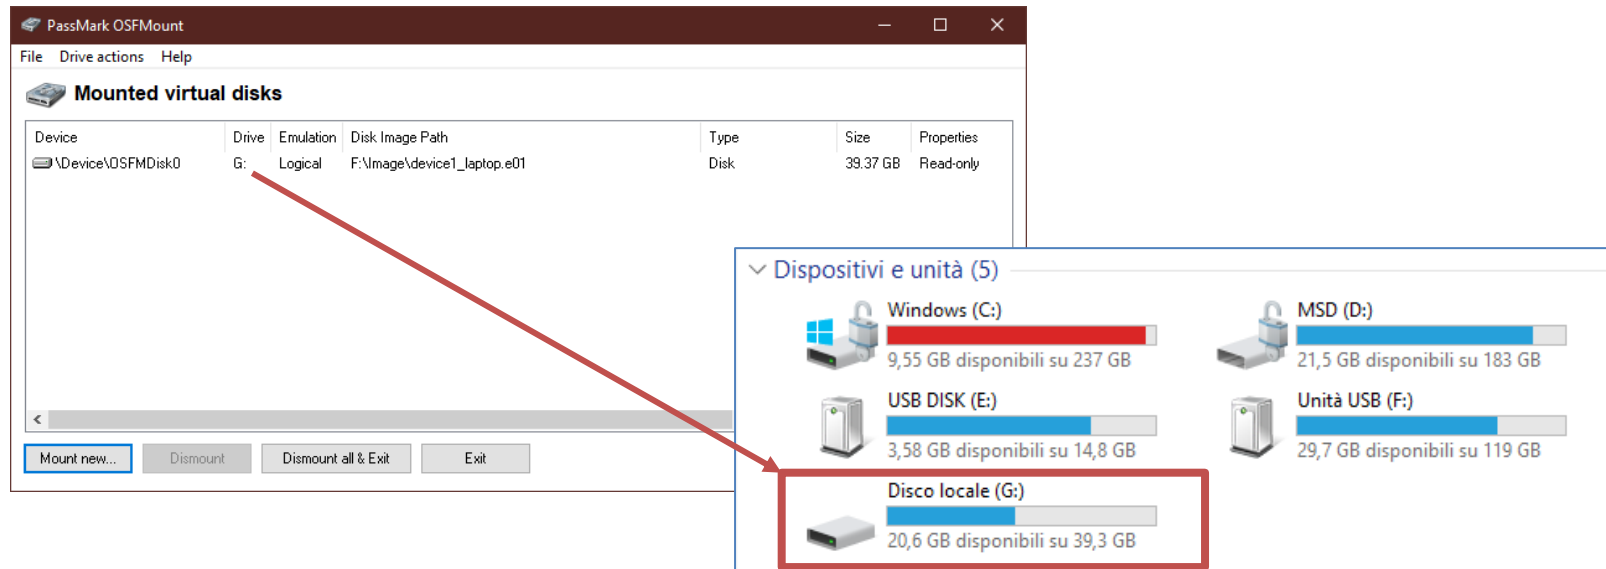 PassMark OSFMount
File Drive actions Help
Mounted virtual disks
Device Drive Emulation Disk Image Path Type Size Properties
\Device\OSFMDisk0 G: Logical F:\Image\device1_laptop.e01 Disk 39.37 GB Read-only
Mount new... Dismount Dismount all & Exit Exit
Dispositivi e unità (5)
Windows (C:) MSD (D:)
9,55 GB disponibili su 237 GB 21,5 GB disponibili su 183 GB
USB DISK (E:) Unità USB (F:)
3,58 GB disponibili su 14,8 GB 29,7 GB disponibili su 119 GB
Disco locale (G:)
20,6 GB disponibili su 39,3 GB